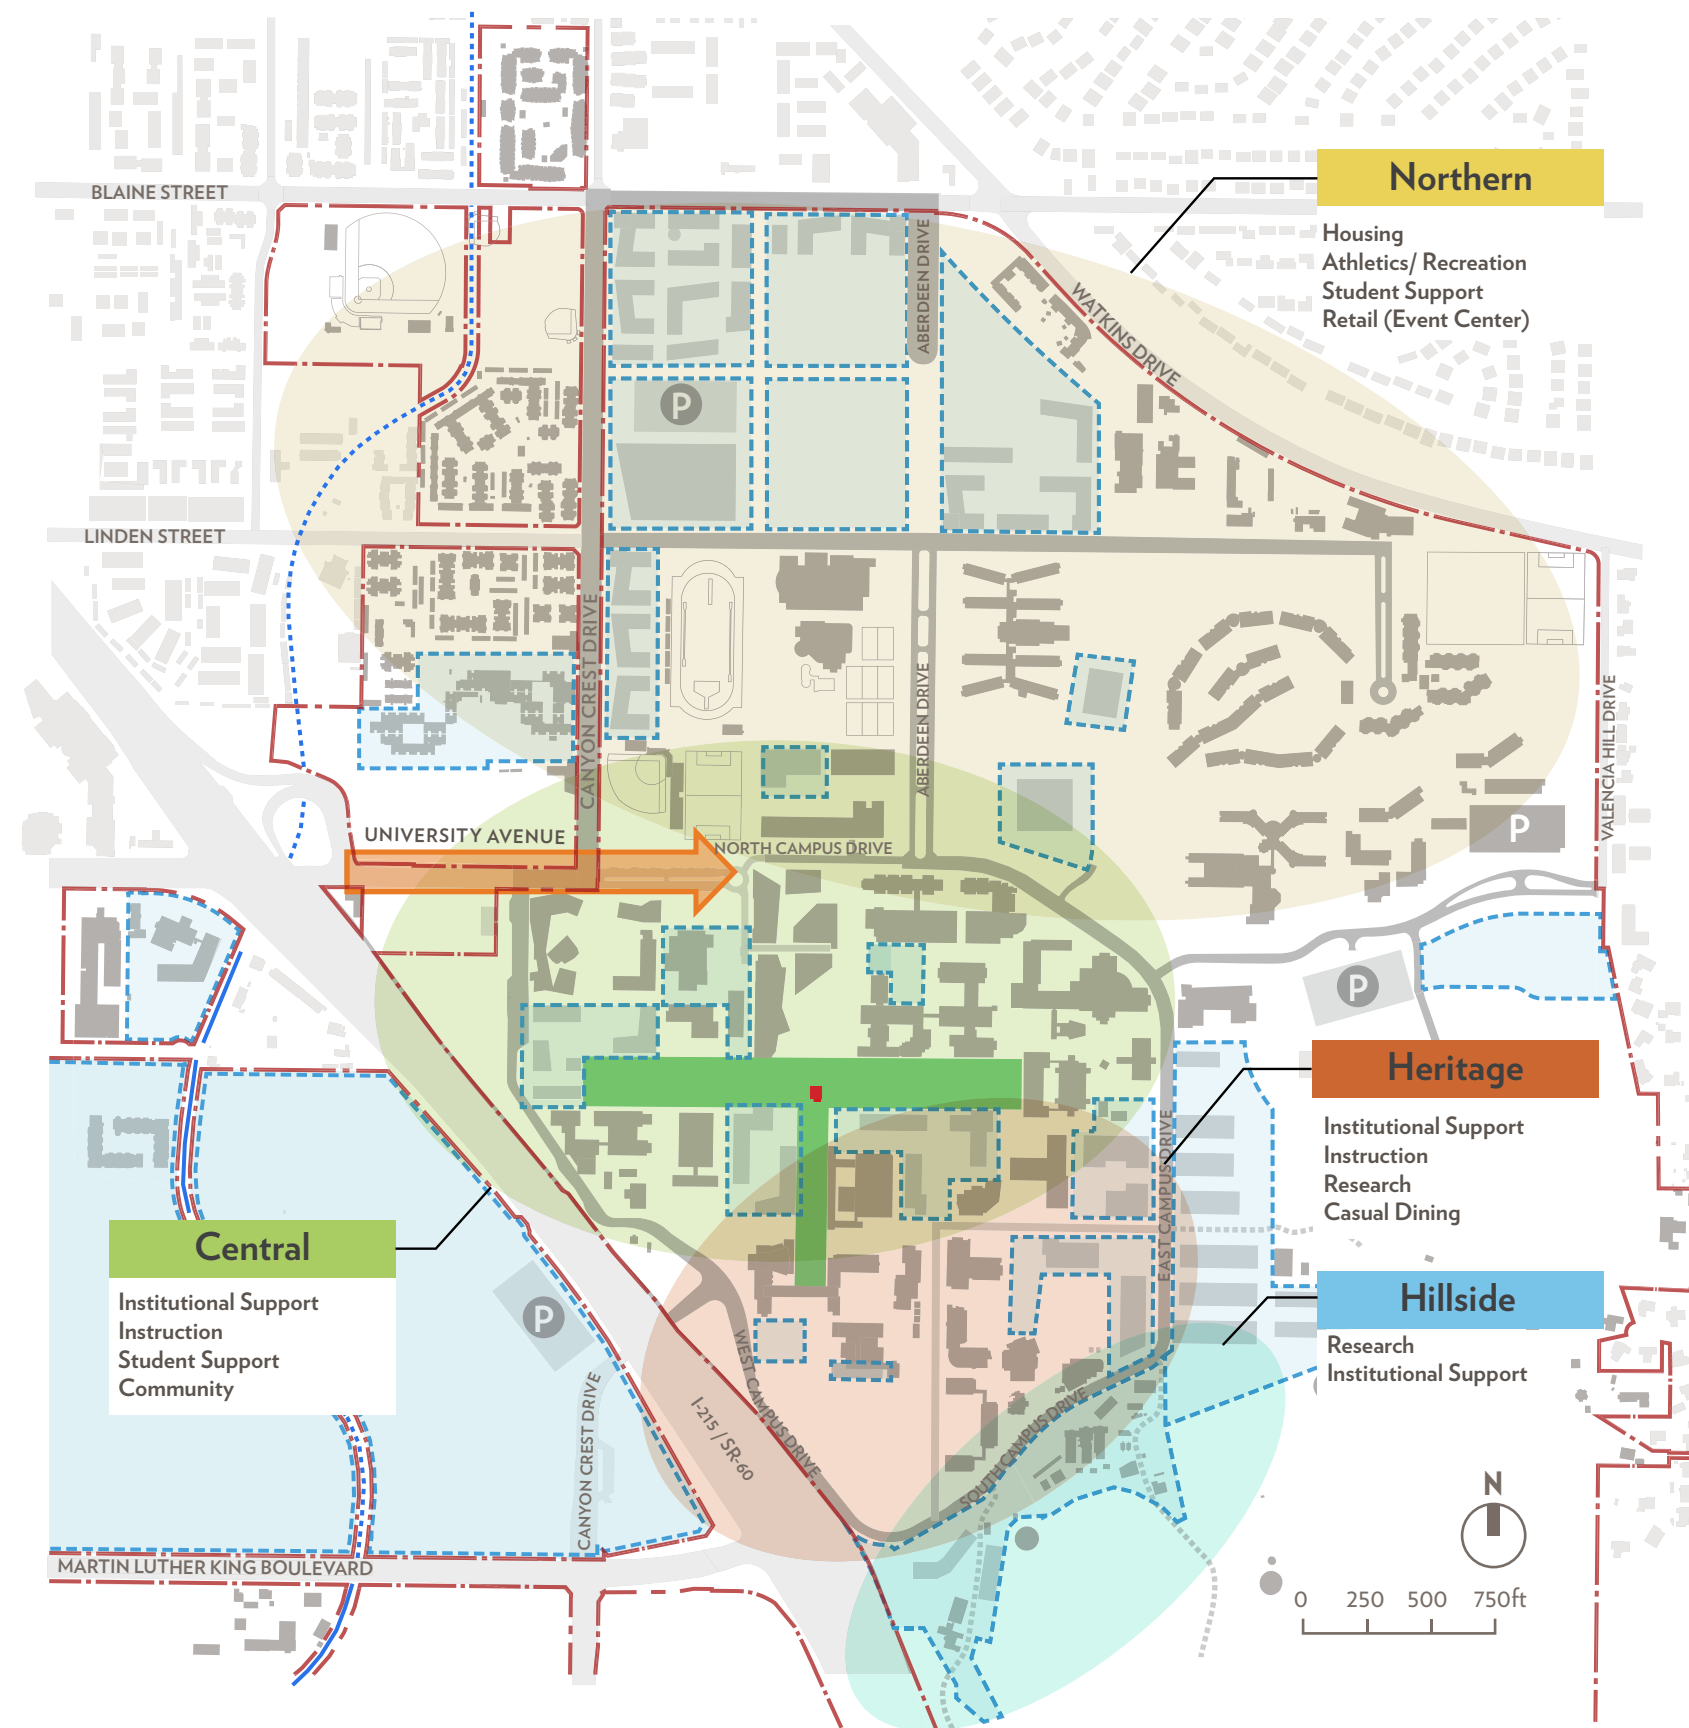 BLAINE STREET
Northern
Housing
Athletics/ Recreation
Student Support
Retail (Event Center)
ABERDEEN DRIVE
WATKINS DRIVE
P
LINDEN STREET
CANYON CREST DRIVE
ABERDEEN DRIVE
VALENCIA HILL DRIVE
UNIVERSITY AVENUE
NORTH CAMPUS DRIVE
P
P
Heritage
Institutional Support
Instruction
Research
Casual Dining
EAST CAMPUS DRIVE
Central
Institutional Support
Instruction
Student Support
Community
Hillside
Research
Institutional Support
P
WEST CAMPUS DRIVE
I-215 / SR-60
SOUTH CAMPUS DRIVE
CANYON CREST DRIVE
MARTIN LUTHER KING BOULEVARD
N
0 250 500 750ft